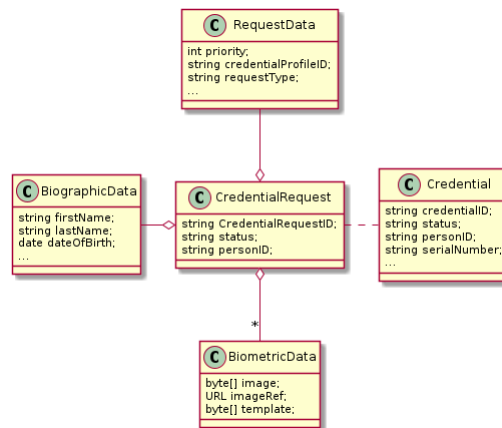 C RequestData
int priority;
string credentialProfileID;
string requestType;
...
C BiographicData
string firstName;
string lastName;
date dateOfBirth;
...
C CredentialRequest
string CredentialRequestID;
string status;
string personID;
C Credential
string credentialID;
string status;
string personID;
string serialNumber;
...
*
C BiometricData
byte[] image;
URL imageRef;
byte[] template;